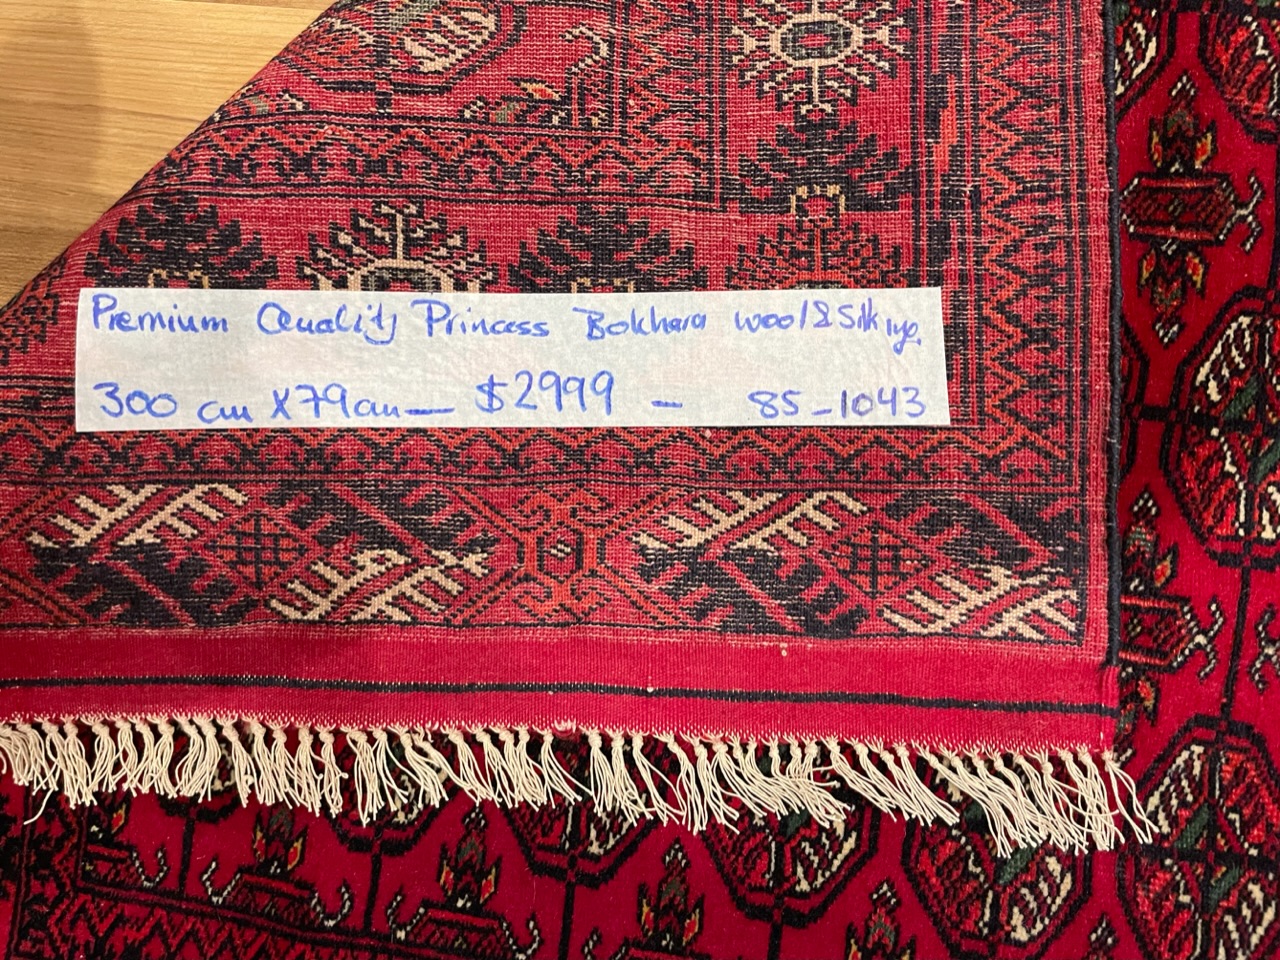 Premium Quality Princess Bokhara wool & Silk
300 cm X 79 cm — $2999 — 85-1043